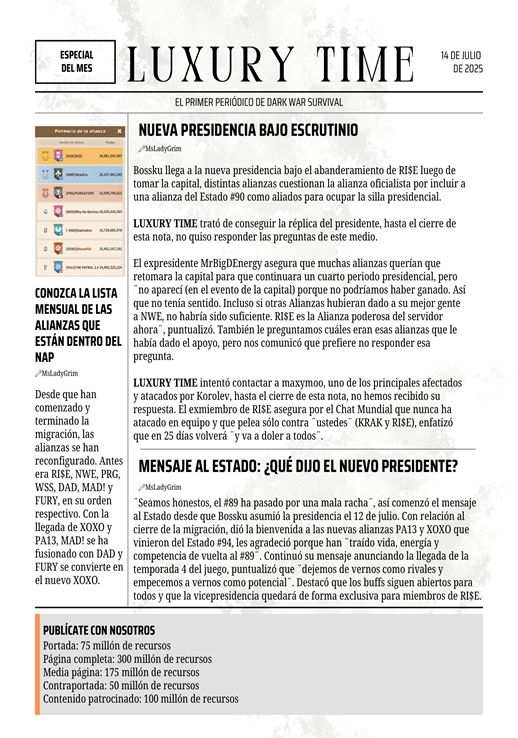 ESPECIAL
DEL MES
LUXURY TIME
14 DE JULIO
DE 2025
EL PRIMER PERIÓDICO DE DARK WAR SURVIVAL
Potencia de la alianza
CONOZCA LA LISTA
MENSUAL DE LAS
ALIANZAS QUE
ESTÁN DENTRO DEL
NAP
MsLadyGrim
Desde que han
comenzado y
terminado la
migración, las
alianzas se han
reconfigurado. Antes
era RI$E, NWE, PRG,
WSS, DAD, MAD! y
FURY, en su orden
respectivo. Con la
llegada de XOXO y
PA13, MAD! se ha
fusionado con DAD y
FURY se convierte en
el nuevo XOXO.
NUEVA PRESIDENCIA BAJO ESCRUTINIO
MsLadyGrim
Bossku llega a la nueva presidencia bajo el abanderamiento de RI$E luego de
tomar la capital, distintas alianzas cuestionan la alianza oficialista por incluir a
una alianza del Estado #90 como aliados para ocupar la silla presidencial.
LUXURY TIME trató de conseguir la réplica del presidente, hasta el cierre de
esta nota, no quiso responder las preguntas de este medio.
El expresidente MrBigDEnergy asegura que muchas alianzas querían que
retomara la capital para que continuara un cuarto periodo presidencial, pero
¨no aparecí (en el evento de la capital) porque no podríamos haber ganado. Así
que no tenía sentido. Incluso si otras Alianzas hubieran dado a su mejor gente
a NWE, no habría sido suficiente. RI$E es la Alianza poderosa del servidor
ahora¨, puntualizó. También le preguntamos cuáles eran esas alianzas que le
había dado el apoyo, pero nos comunicó que prefiere no responder esa
pregunta.
LUXURY TIME intentó contactar a maxymoo, uno de los principales afectados
y atacados por Korolev, hasta el cierre de esta nota, no hemos recibido su
respuesta. El exmiembro de RI$E asegura por el Chat Mundial que nunca ha
atacado en equipo y que pelea sólo contra ¨ustedes¨ (KRAK y RI$E), enfatizó
que en 25 días volverá ¨y va a doler a todos¨.
MENSAJE AL ESTADO: ¿QUÉ DIJO EL NUEVO PRESIDENTE?
MsLadyGrim
¨Seamos honestos, el #89 ha pasado por una mala racha¨, así comenzó el mensaje
al Estado desde que Bossku asumió la presidencia el 12 de julio. Con relación al
cierre de la migración, dió la bienvenida a las nuevas alianzas PA13 y XOXO que
vinieron del Estado #94, les agradeció porque han ¨traído vida, energía y
competencia de vuelta al #89¨. Continuó su mensaje anunciando la llegada de la
temporada 4 del juego, puntualizó que ¨dejemos de vernos como rivales y
empecemos a vernos como potencial¨. Destacó que los buffs siguen abiertos para
todos y que la vicepresidencia quedará de forma exclusiva para miembros de RI$E.
PUBLÍCATE CON NOSOTROS
Portada: 75 millón de recursos
Página completa: 300 millón de recursos
Media página: 175 millón de recursos
Contraportada: 50 millón de recursos
Contenido patrocinado: 100 millón de recursos